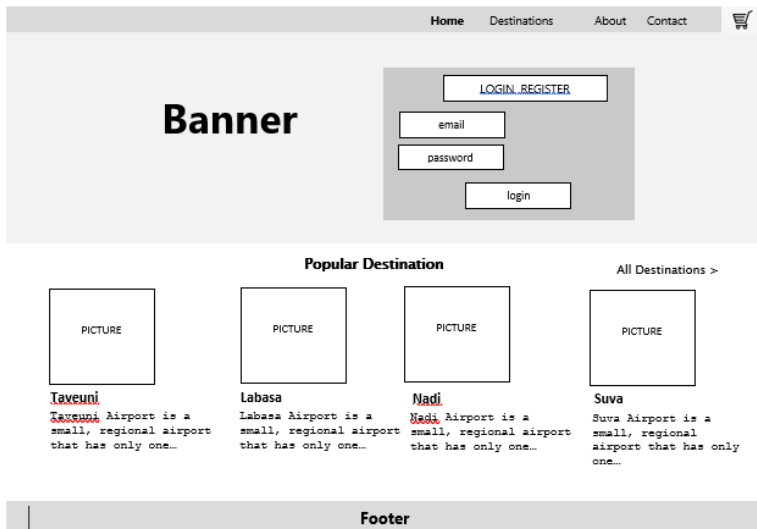 Home Destinations About Contact
Banner
LOGIN REGISTER
email
password
login
Popular Destination
All Destinations >
PICTURE PICTURE PICTURE PICTURE
Taveuni
Taveuni Airport is a
small, regional airport
that has only one…
Labasa
Labasa Airport is a
small, regional airport
that has only one…
Nadi
Nadi Airport is a
small, regional airport
that has only one…
Suva
Suva Airport is a
small, regional
airport that has only
one…
Footer